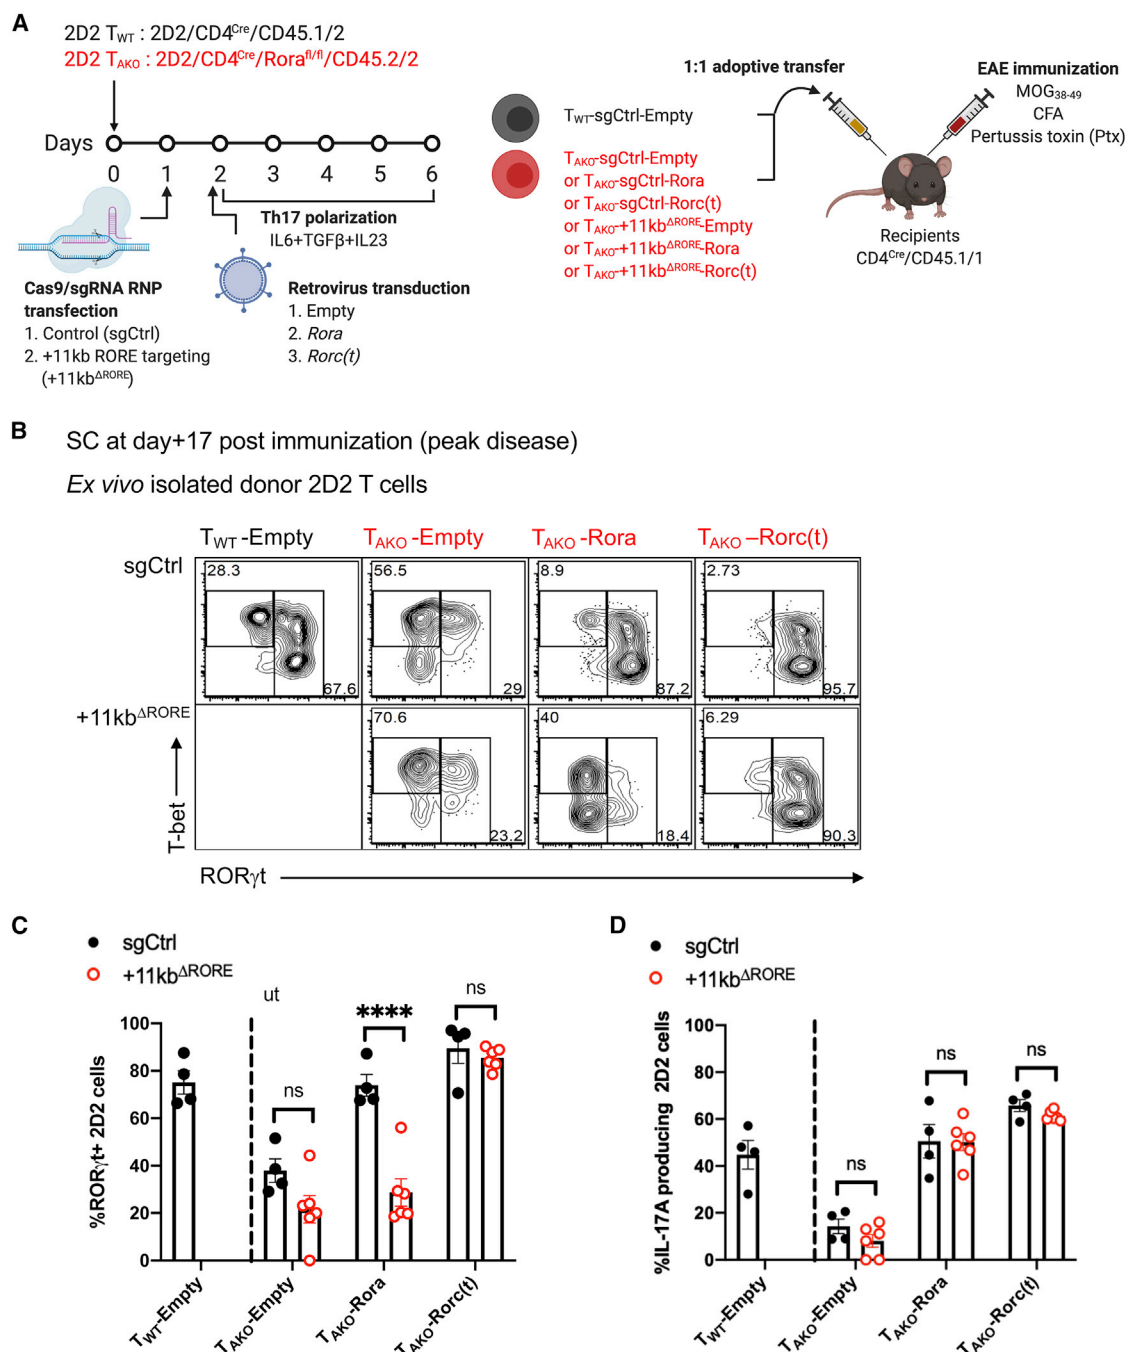 A
2D2 TWT : 2D2/CD4Cre/CD45.1/2
2D2 TAKO : 2D2/CD4Cre/Rorafl/fl/CD45.2/2
Days
0 1 2 3 4 5 6
Th17 polarization
IL6+TGFβ+IL23
Cas9/sgRNA RNP
transfection
1. Control (sgCtrl)
2. +11kb RORE targeting
(+11kbΔRORE)
Retrovirus transduction
1. Empty
2. Rora
3. Rorc(t)
1:1 adoptive transfer
TWT-sgCtrl-Empty
TAKO-sgCtrl-Empty
or TAKO-sgCtrl-Rora
or TAKO-sgCtrl-Rorc(t)
or TAKO-+11kbΔRORE-Empty
or TAKO-+11kbΔRORE-Rora
or TAKO-+11kbΔRORE-Rorc(t)
EAE immunization
MOG38-49
CFA
Pertussis toxin (Ptx)
Recipients
CD4Cre/CD45.1/1
B
SC at day+17 post immunization (peak disease)
Ex vivo isolated donor 2D2 T cells
TWT -Empty TAKO -Empty TAKO -Rora TAKO –Rorc(t)
sgCtrl
28.3 56.5 8.9 2.73
67.6 29 87.2 95.7
+11kbΔRORE
70.6 40 6.29
23.2 18.4 90.3
T-bet
RORγt
C
sgCtrl
+11kbΔRORE
ut
ns
****
ns
%RORγt+ 2D2 cells
100
80
60
40
20
0
TWT-Empty
TAKO-Empty
TAKO-Rora
TAKO-Rorc(t)
D
sgCtrl
+11kbΔRORE
ns
ns
ns
%IL-17A producing 2D2 cells
100
80
60
40
20
0
TWT-Empty
TAKO-Empty
TAKO-Rora
TAKO-Rorc(t)